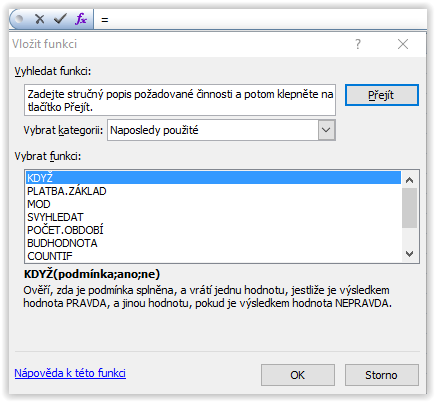 fx =
Vložit funkci ? ×
Vyhledat funkci:
Zadejte stručný popis požadované činnosti a potom klepněte na
tlačítko Přejít.
Přejít
Vybrat kategorii: Naposledy použité
Vybrat funkci:
KDYŽ
PLATBA.ZÁKLAD
MOD
SVYHLEDAT
POČET.OBDOBÍ
BUDHODNOTA
COUNTIF
KDYŽ(podmínka;ano;ne)
Ověří, zda je podmínka splněna, a vrátí jednu hodnotu, jestliže je výsledkem
hodnota PRAVDA, a jinou hodnotu, pokud je výsledkem hodnota NEPRAVDA.
Nápověda k této funkci
OK Storno